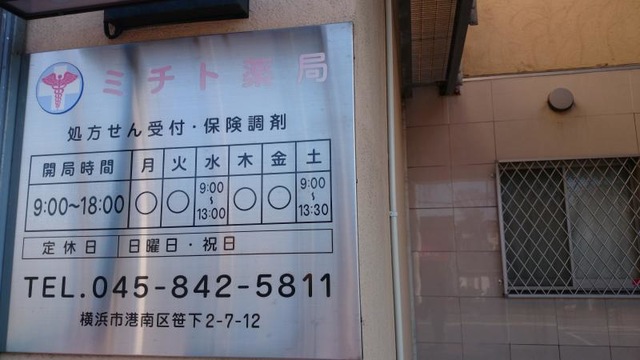 ミチト薬局
処方せん受付・保険調剤
開局時間 月 火 水 木 金 土
9:00~18:00 ○ ○ 9:00~13:00 ○ ○ 9:00~13:30
定休日 日曜日・祝日
TEL.045-842-5811
横浜市港南区笹下2-7-12